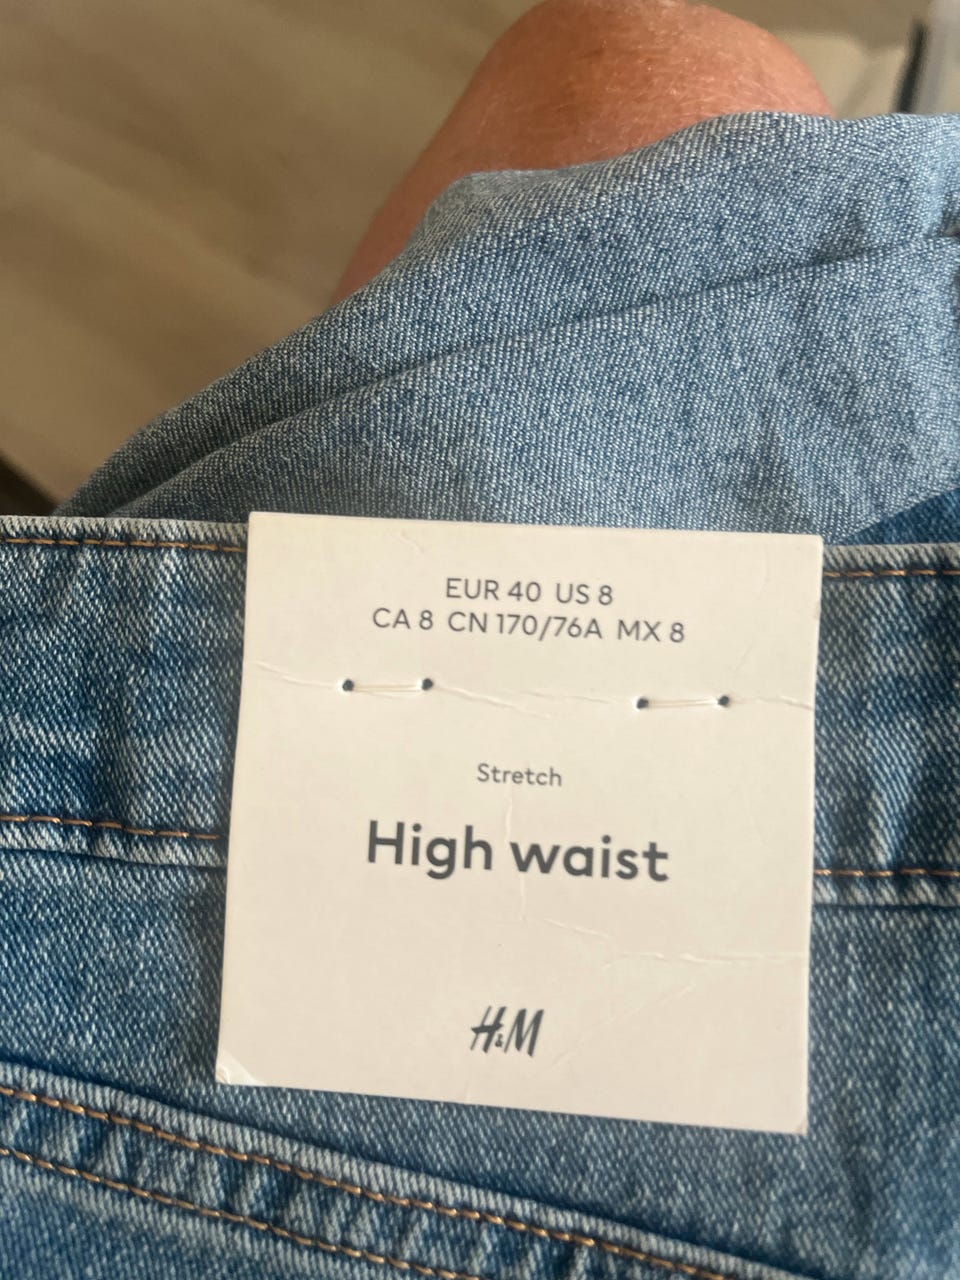 EUR 40 US 8
CA 8 CN 170/76A MX 8
Stretch
High waist
H&M